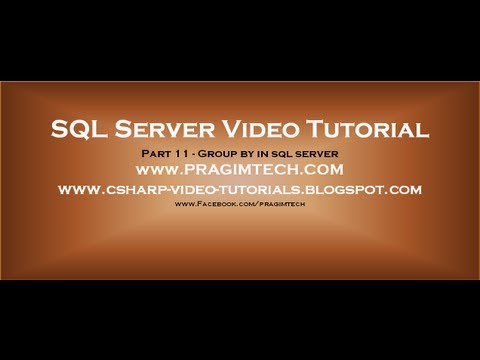 SQL Server Video Tutorial
Part 11 - Group by in sql server
www.PRAGIMTECH.com
www.csharp-video-tutorials.blogspot.com
www.Facebook.com/pragimtech